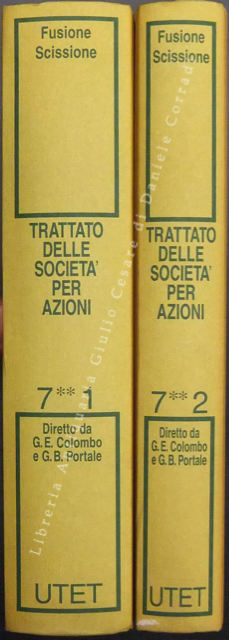 Fusione
Scissione
TRATTATO
DELLE
SOCIETA'
PER
AZIONI
7** 1
Diretto da
G. E. Colombo
e G. B. Portale
UTET
Fusione
Scissione
TRATTATO
DELLE
SOCIETA'
PER
AZIONI
7** 2
Diretto da
G. E. Colombo
e G. B. Portale
UTET
Libreria Antiquaria Giulio Cesare di Daniele Corrad